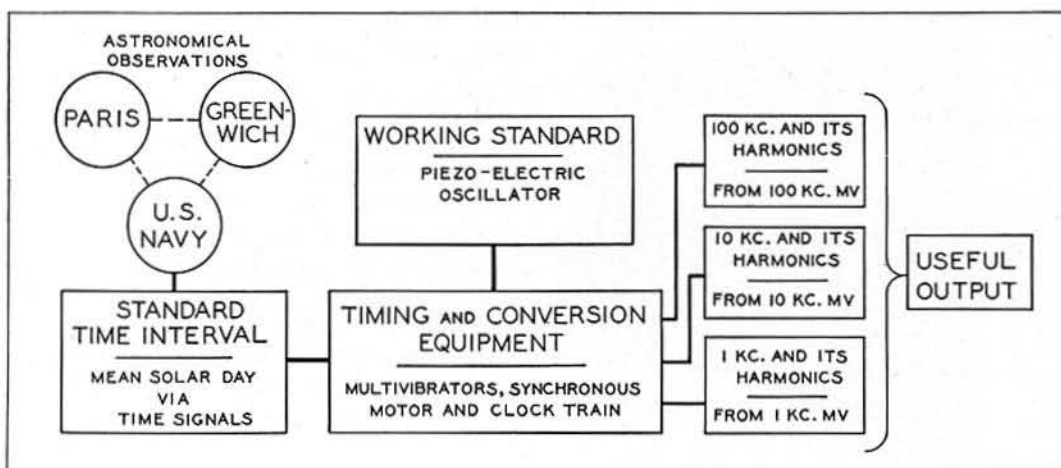 ASTRONOMICAL
OBSERVATIONS
PARIS
GREEN-
WICH
U.S.
NAVY
STANDARD
TIME INTERVAL
MEAN SOLAR DAY
VIA
TIME SIGNALS
WORKING STANDARD
PIEZO-ELECTRIC
OSCILLATOR
TIMING AND CONVERSION
EQUIPMENT
MULTIVIBRATORS, SYNCHRONOUS
MOTOR AND CLOCK TRAIN
100 KC. AND ITS
HARMONICS
FROM 100 KC. MV
10 KC. AND ITS
HARMONICS
FROM 10 KC. MV
1 KC. AND ITS
HARMONICS
FROM 1 KC. MV
USEFUL
OUTPUT